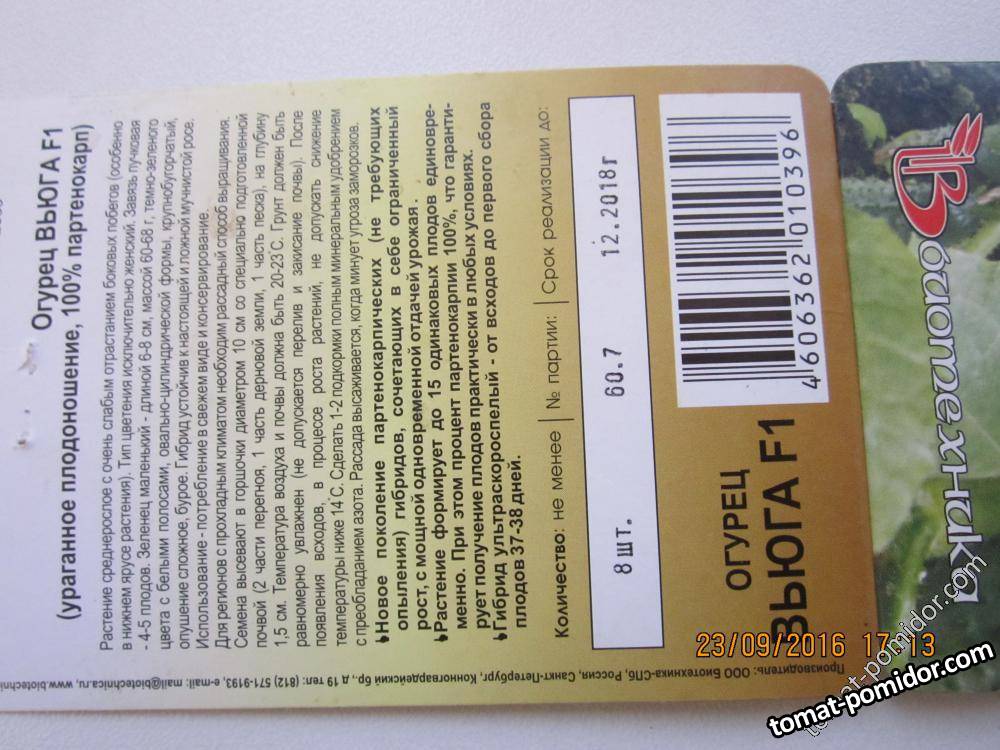 Огурец ВЬЮГА F1
(ураганное плодоношение, 100% партенокарп)
Растение среднерослое с очень слабым отрастанием боковых побегов (особенно
в нижнем ярусе растения). Тип цветения исключительно женский. Завязь пучковая
- 4-5 плодов. Зеленец маленький - длиной 6-8 см, массой 60-68 г, темно-зеленого
цвета с белыми полосами, овально-цилиндрической формы, крупнобугорчатый,
опушение сложное, бурое. Гибрид устойчив к настоящей и ложной мучнистой росе.
Использование - потребление в свежем виде и консервирование.
Для регионов с прохладным климатом необходим рассадный способ выращивания.
Семена высевают в горшочки диаметром 10 см со специально подготовленной
почвой (2 части перегноя, 1 часть дерновой земли, 1 часть песка), на глубину
1,5 см. Температура воздуха и почвы должна быть 20-23°С. Грунт должен быть
равномерно увлажнен (не допускается перелив и закисание почвы). После
появления всходов, в процессе роста растений, не допускать снижение
температуры ниже 14°С. Сделать 1-2 подкормки полным минеральным удобрением
с преобладанием азота. Рассада высаживается, когда минует угроза заморозков.
Новое поколение партенокарпических (не требующих
опыления) гибридов, сочетающих в себе ограниченный
рост, с мощной одновременной отдачей урожая.
Растение формирует до 15 одинаковых плодов единовре-
менно. При этом процент партенокарпии 100%, что гаранти-
рует получение плодов практически в любых условиях.
Гибрид ультраскороспелый - от всходов до первого сбора
плодов 37-38 дней.
Количество: не менее | № партии: | Срок реализации до:
8 шт. 60.7 12.2018г
ОГУРЕЦ
ВЬЮГА F1
4 606362 010396
Производитель: ООО Биотехника-СПб, Россия, Санкт-Петербург, Конногвардейский бр., д 19 тел: (812) 571-9193, e-mail: biotechnica@mail.ru, www.biotechni
Биотехника
23/09/2016 17:13
tomat-pomidor.com
tomat-pomidor.com